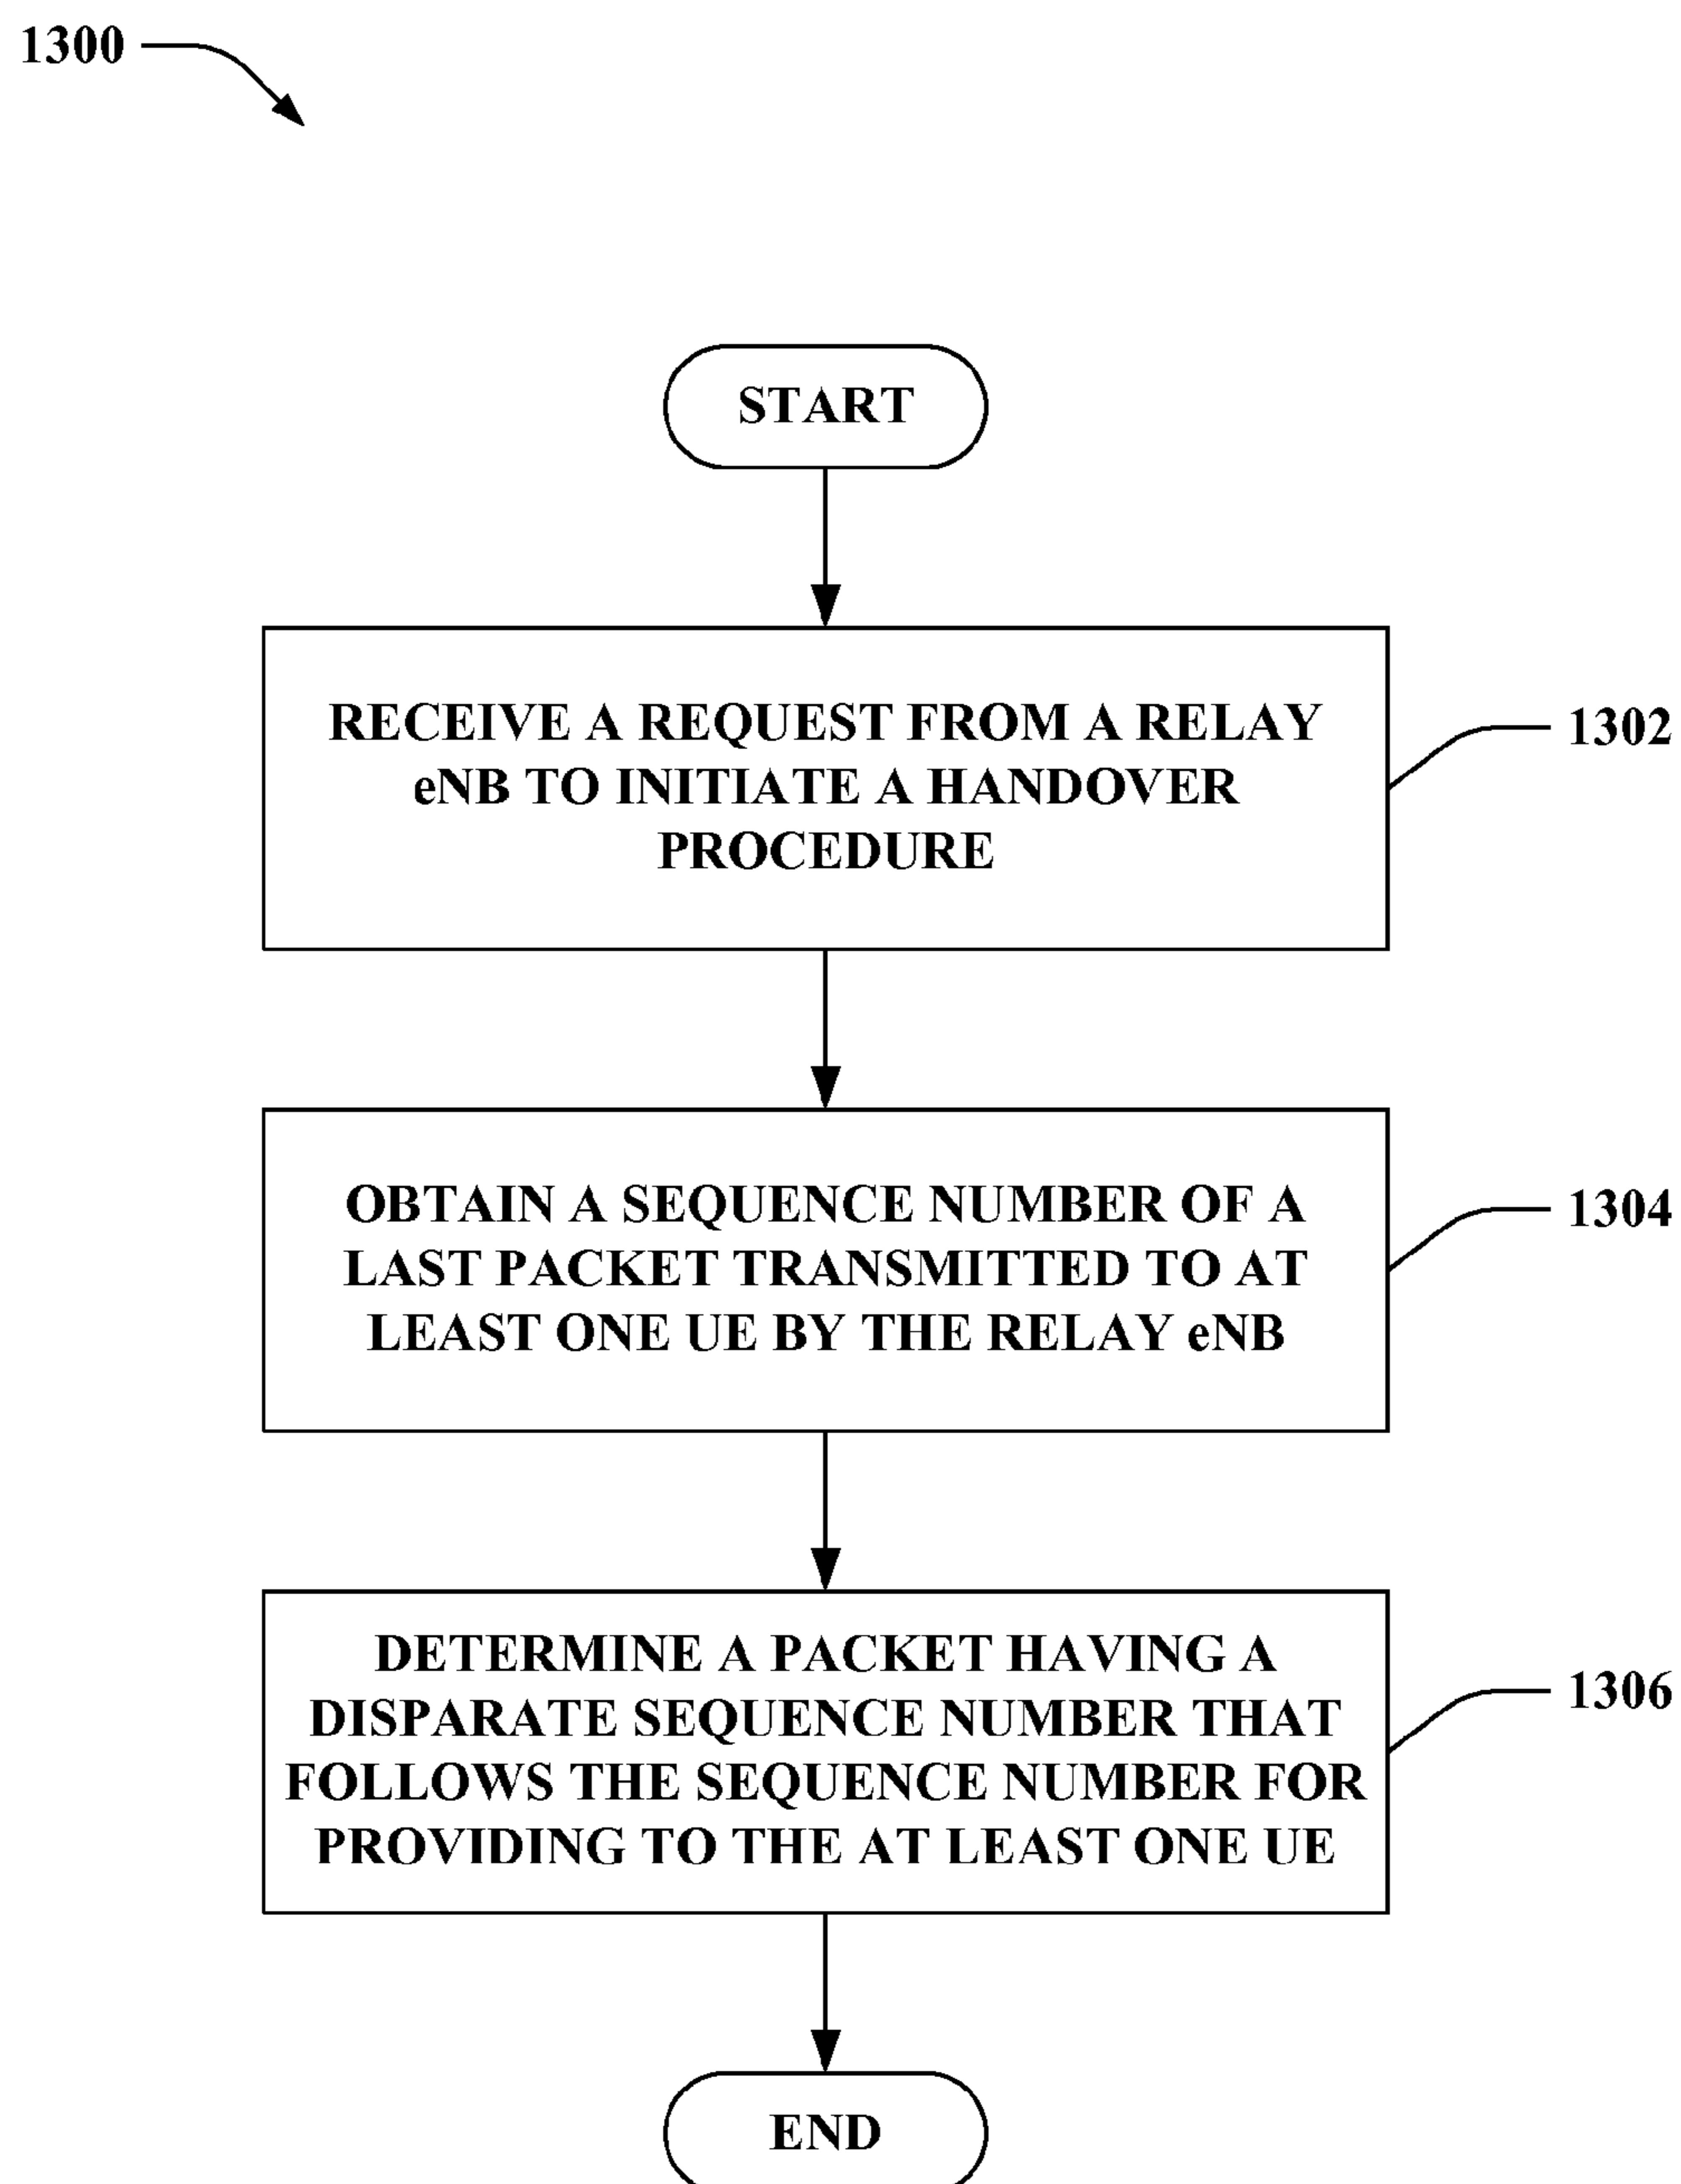 1300
START
RECEIVE A REQUEST FROM A RELAY
eNB TO INITIATE A HANDOVER
PROCEDURE
1302
OBTAIN A SEQUENCE NUMBER OF A
LAST PACKET TRANSMITTED TO AT
LEAST ONE UE BY THE RELAY eNB
1304
DETERMINE A PACKET HAVING A
DISPARATE SEQUENCE NUMBER THAT
FOLLOWS THE SEQUENCE NUMBER FOR
PROVIDING TO THE AT LEAST ONE UE
1306
END